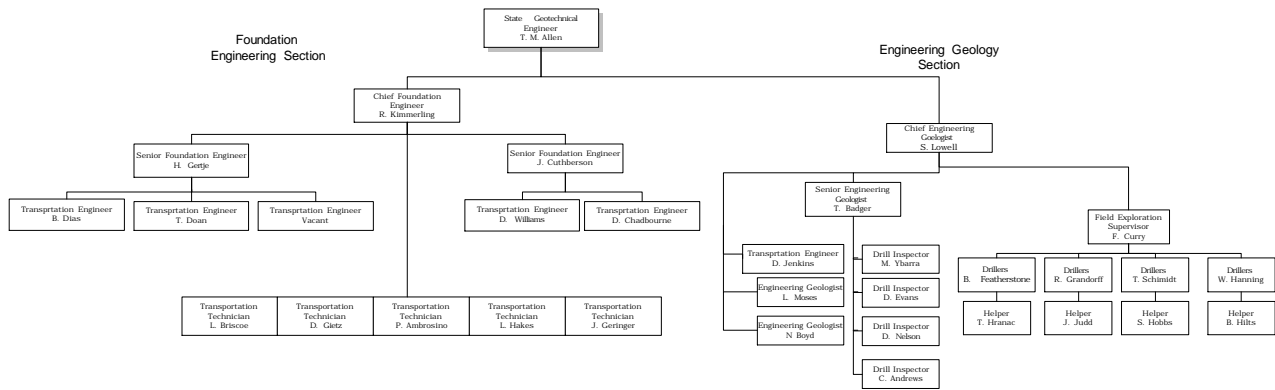 State Geotechnical
Engineer
T. M. Allen
Foundation
Engineering Section
Engineering Geology
Section
Chief Foundation
Engineer
R. Kimmerling
Chief Engineering
Goelogist
S. Lowell
Senior Foundation Engineer
H. Gertje
Senior Foundation Engineer
J. Cuthberson
Transprtation Engineer
B. Dias
Transprtation Engineer
T. Doan
Transprtation Engineer
Vacant
Transprtation Engineer
D. Williams
Transprtation Engineer
D. Chadbourne
Senior Engineering
Geologist
T. Badger
Field Exploration
Supervisor
F. Curry
Transprtation Engineer
D. Jenkins
Engineering Geologist
L. Moses
Engineering Geologist
N Boyd
Drill Inspector
M. Ybarra
Drill Inspector
D. Evans
Drill Inspector
D. Nelson
Drill Inspector
C. Andrews
Drillers
B. Featherstone
Drillers
R. Grandorff
Drillers
T. Schimidt
Drillers
W. Hanning
Helper
T. Hranac
Helper
J. Judd
Helper
S. Hobbs
Helper
B. Hilts
Transportation
Technician
L. Briscoe
Transportation
Technician
D. Gietz
Transportation
Technician
P. Ambrosino
Transportation
Technician
L. Hakes
Transportation
Technician
J. Geringer